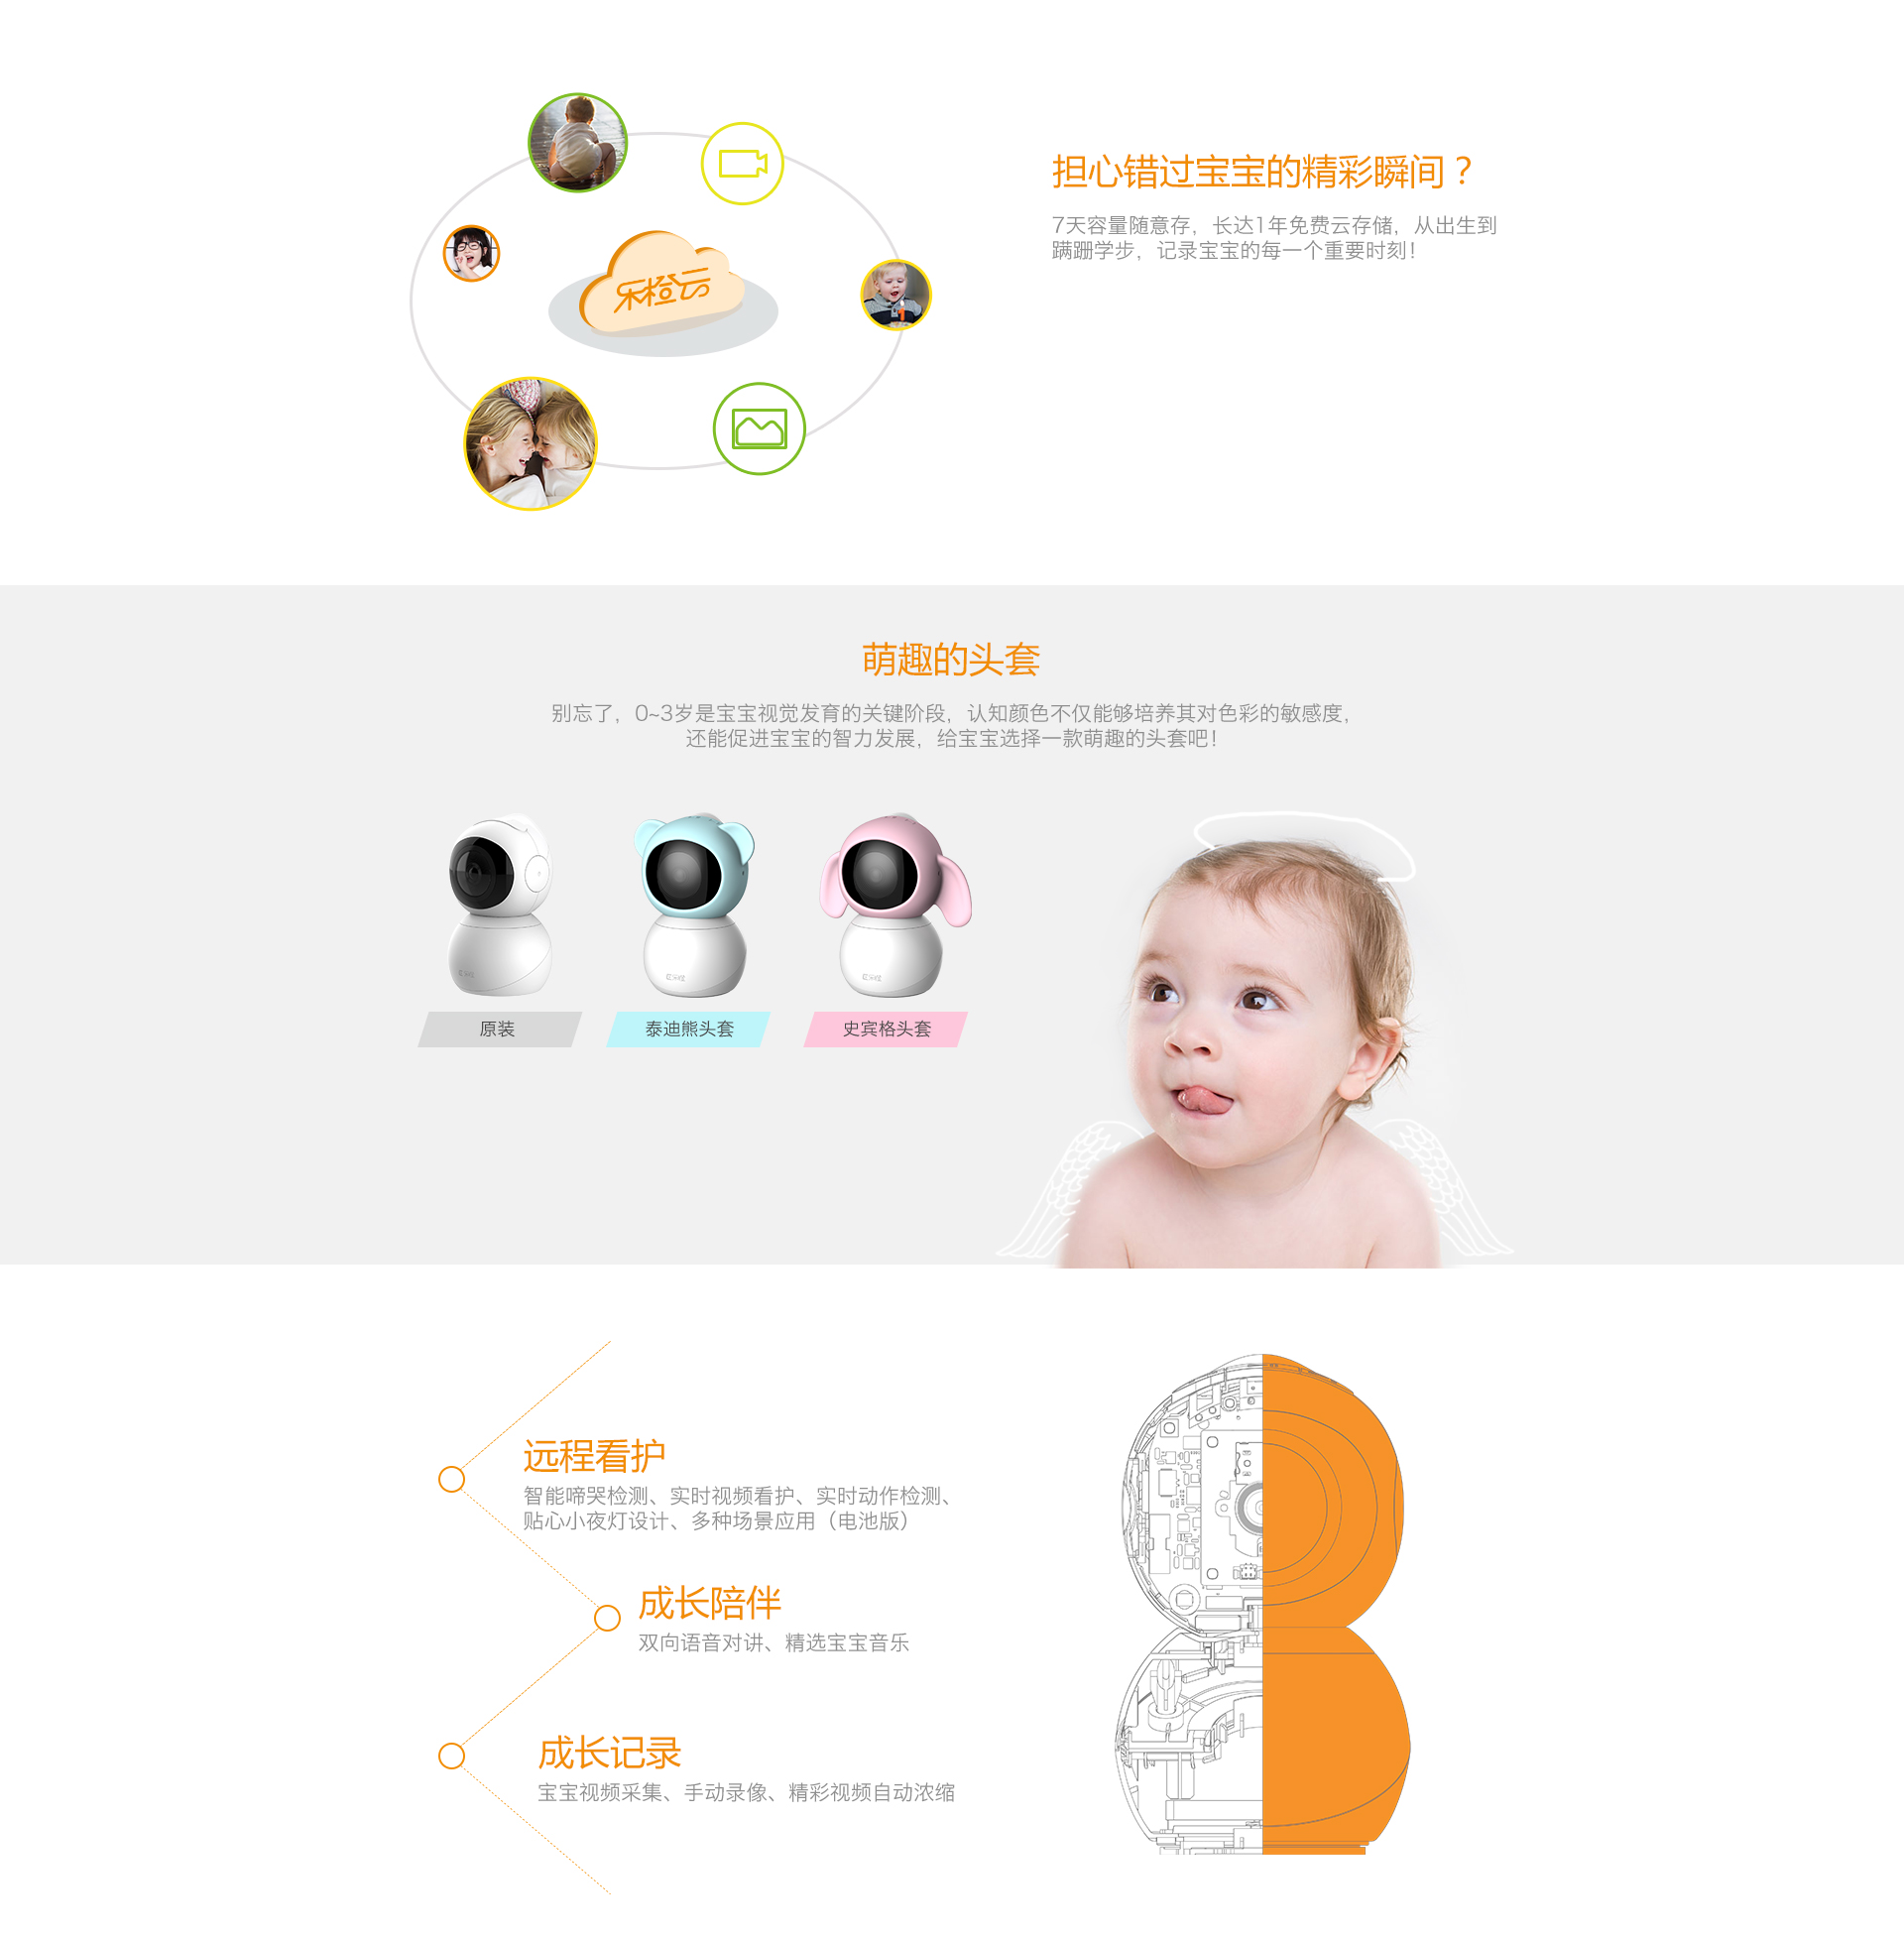 乐橙云
担心错过宝宝的精彩瞬间？
7天容量随意存，长达1年免费云存储，从出生到
蹒跚学步，记录宝宝的每一个重要时刻！
萌趣的头套
别忘了，0~3岁是宝宝视觉发育的关键阶段，认知颜色不仅能够培养其对色彩的敏感度，
还能促进宝宝的智力发展，给宝宝选择一款萌趣的头套吧！
原装
泰迪熊头套
史宾格头套
远程看护
智能啼哭检测、实时视频看护、实时动作检测、
贴心小夜灯设计、多种场景应用（电池版）
成长陪伴
双向语音对讲、精选宝宝音乐
成长记录
宝宝视频采集、手动录像、精彩视频自动浓缩